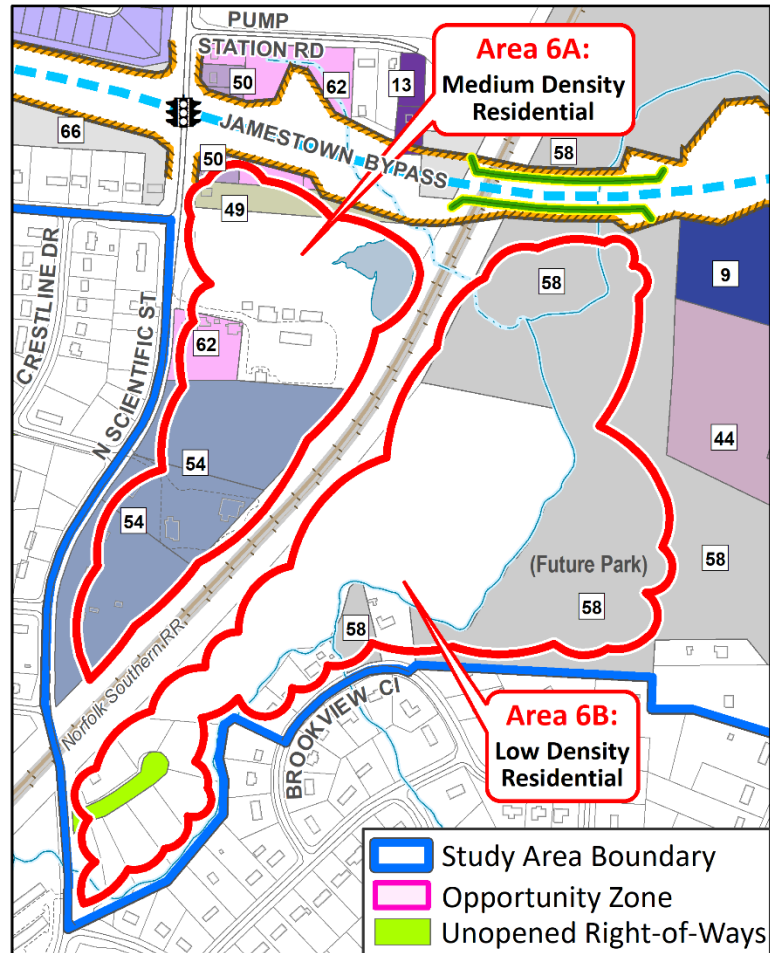 PUMP
STATION RD
50
62
13
Area 6A:
Medium Density
Residential
66
JAMESTOWN BYPASS
58
50
49
CRESTLINE DR
N SCIENTIFIC ST
62
58
9
54
44
54
(Future Park)
58
58
58
Norfolk Southern RR
BROOKVIEW CI
Area 6B:
Low Density
Residential
Study Area Boundary
Opportunity Zone
Unopened Right-of-Ways